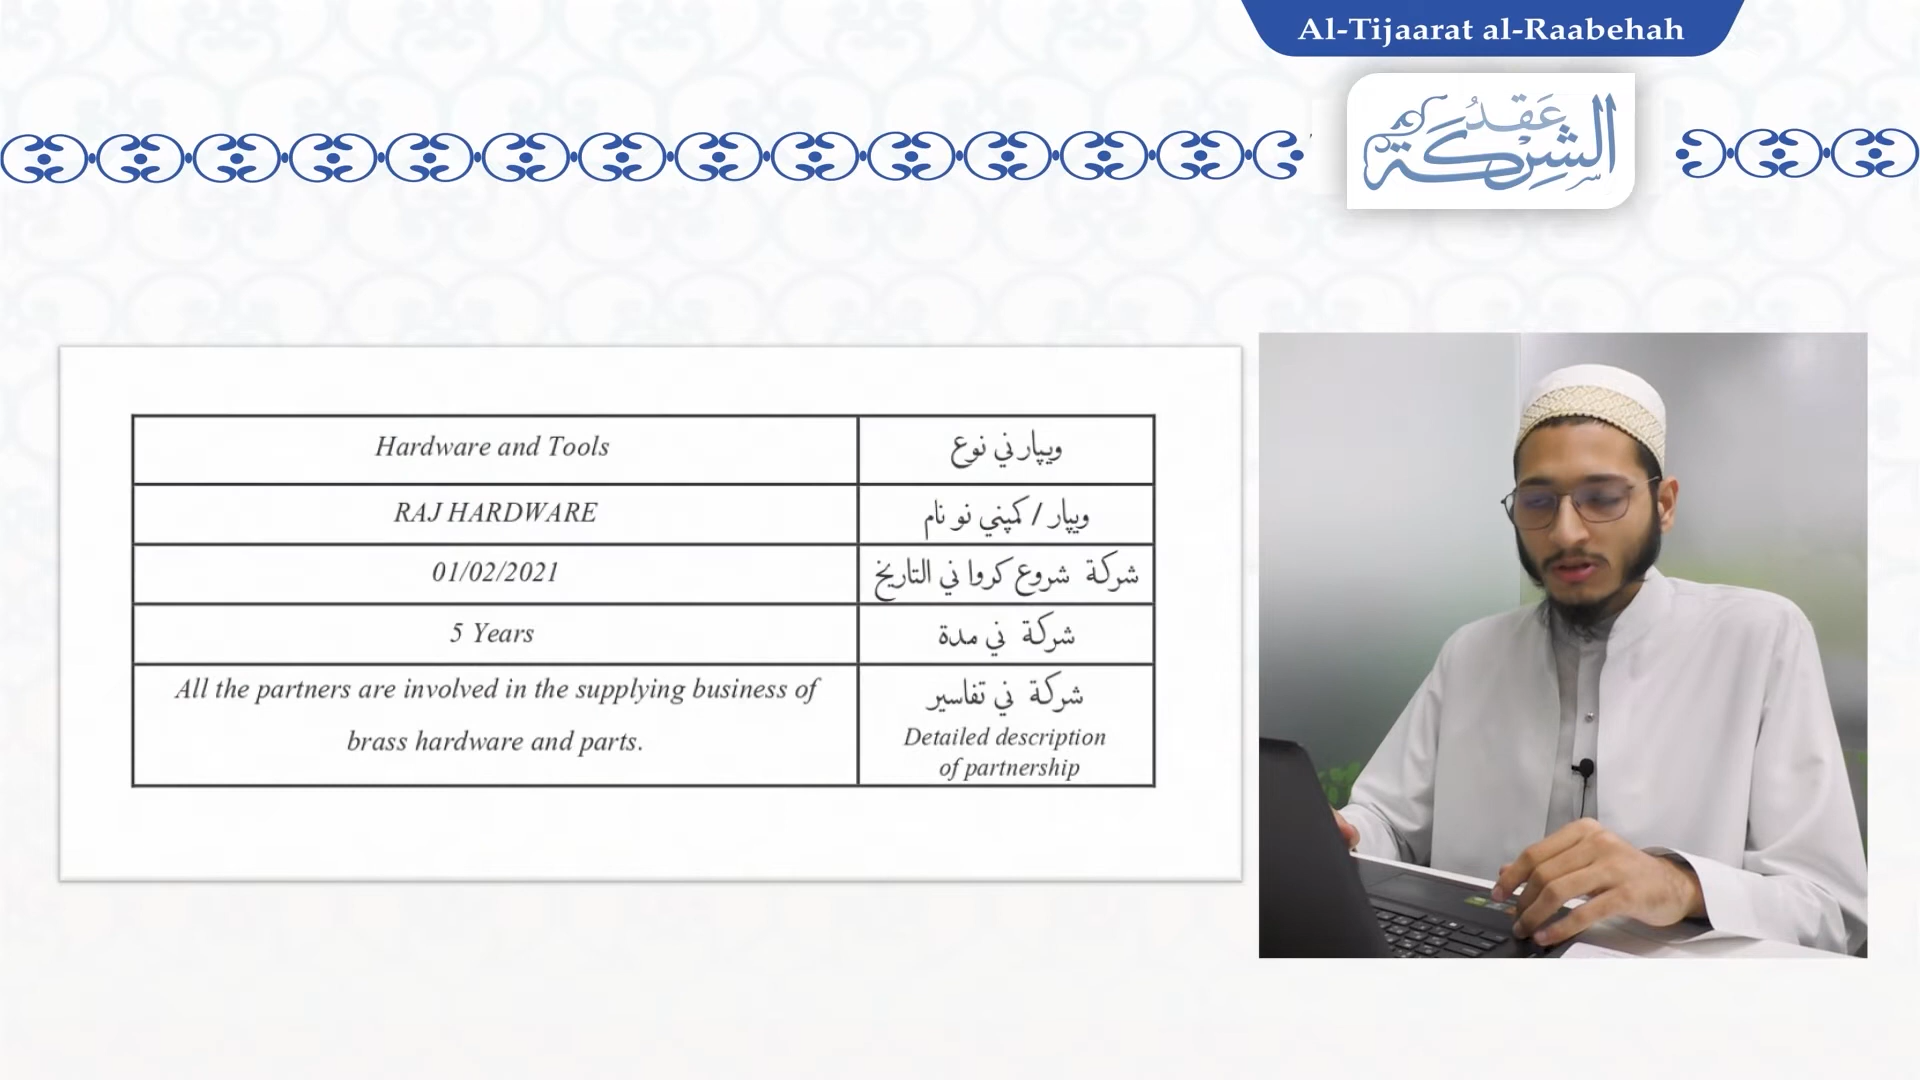 Al-Tijaarat al-Raabehah
عَقدُ
الشِركَة
Hardware and Tools
ويپار ني نوع
RAJ HARDWARE
ويپار / كمپني نو نام
01/02/2021
شركة شروع كروا ني التاريخ
5 Years
شركة ني مدة
All the partners are involved in the supplying business of
brass hardware and parts.
شركة ني تفاسير
Detailed description
of partnership